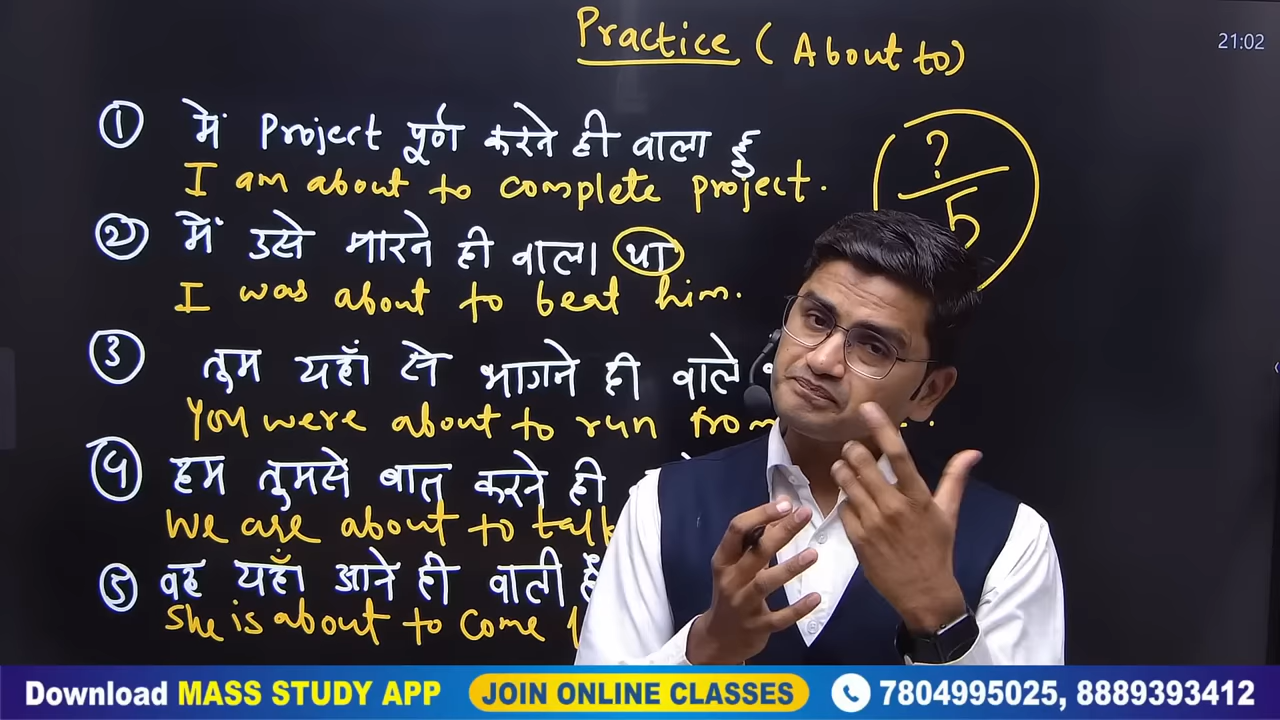 Practice (About to)
21:02
① में Project पूर्ण करने ही वाला हु
I am about to complete project.
?
5
② में उसे मारने ही वाला था
I was about to beat him.
③ तुम यहाँ से भागने ही वाले
You were about to run from
④ हम तुमसे बात करने ही
We are about to talk
⑤ वह यहाँ आने ही वाली है
She is about to come
Download MASS STUDY APP JOIN ONLINE CLASSES 7804995025, 8889393412